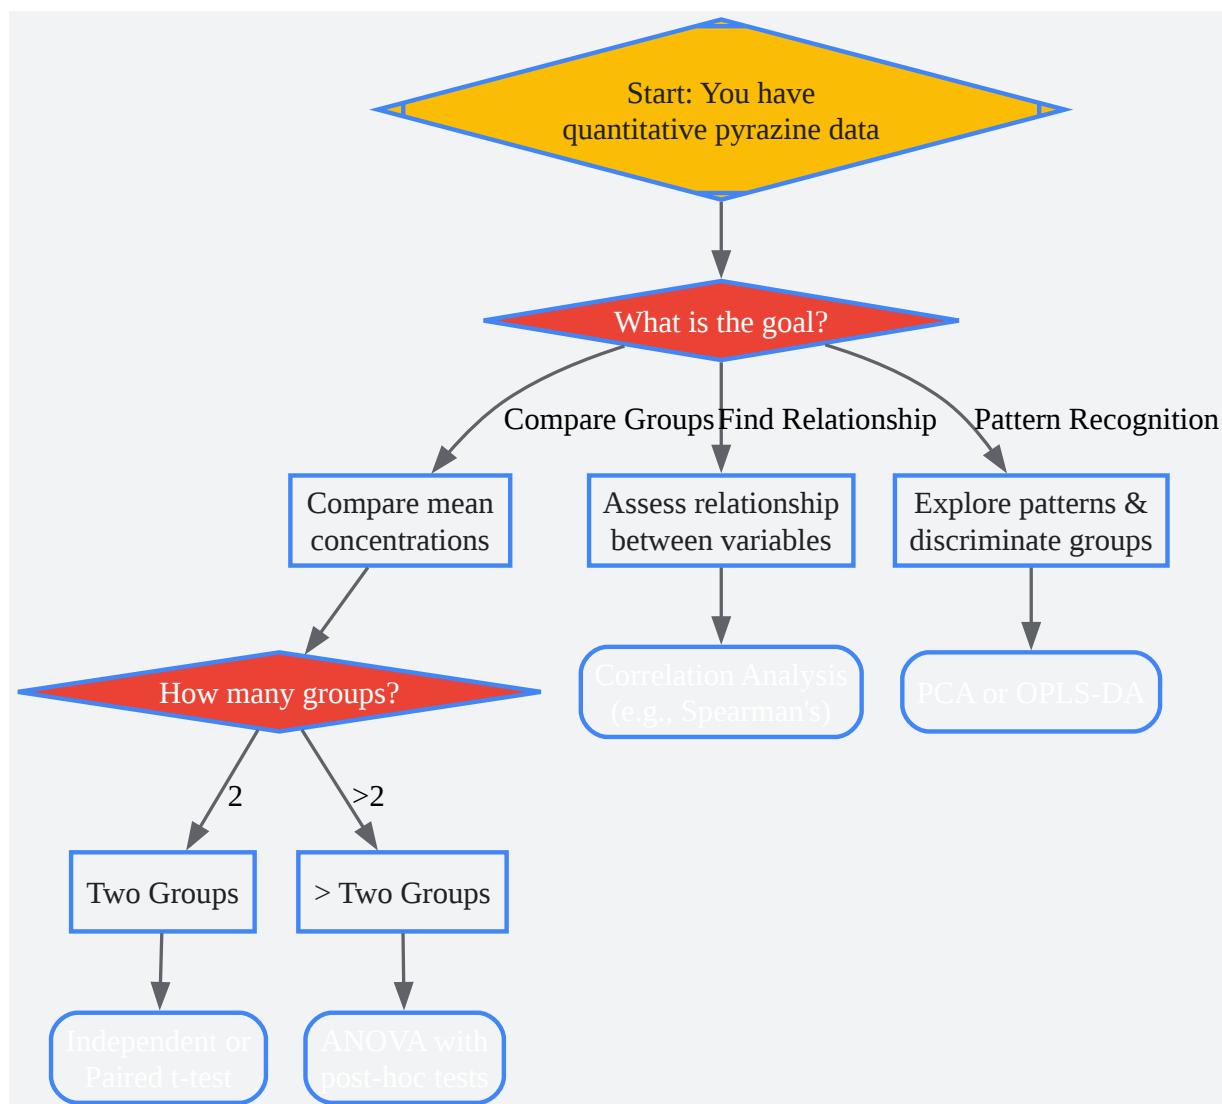 Start: You have
quantitative pyrazine data
What is the goal?
Compare Groups
Find Relationship
Pattern Recognition
Compare mean
concentrations
Assess relationship
between variables
Explore patterns &
discriminate groups
How many groups?
Correlation Analysis
(e.g., Spearman's)
PCA or OPLS-DA
2
>2
Two Groups
> Two Groups
Independent or
Paired t-test
ANOVA with
post-hoc tests